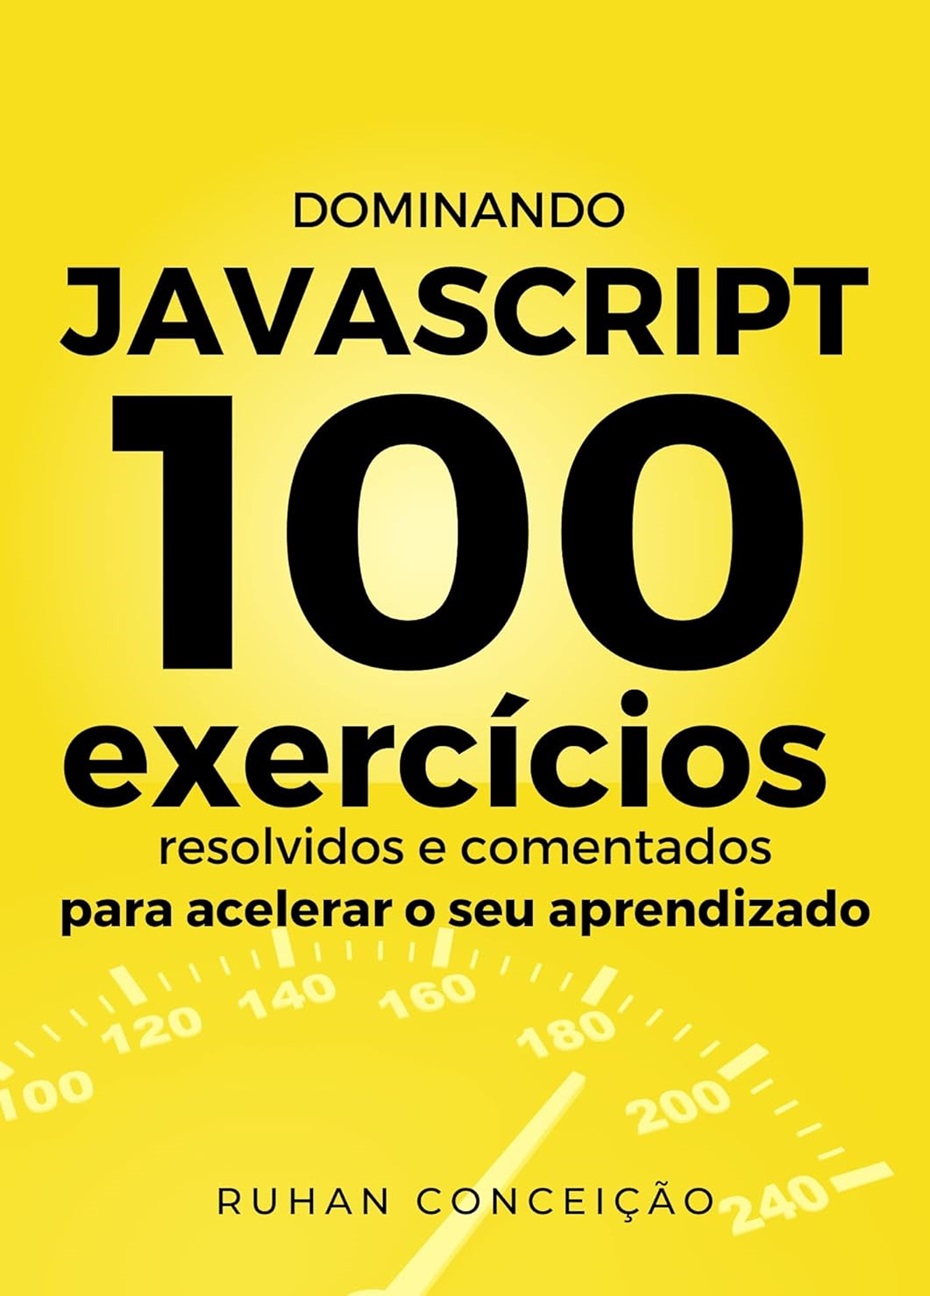 DOMINANDO
JAVASCRIPT
100
exercícios
resolvidos e comentados
para acelerar o seu aprendizado
100
120
140
160
180
200
240
RUHAN CONCEIÇÃO